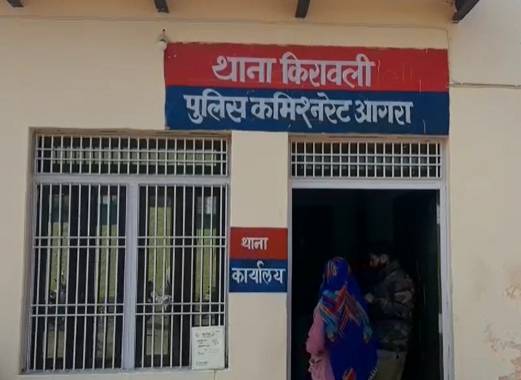 थाना किरावली
पुलिस कमिश्नरेट आगरा
थाना
कार्यालय